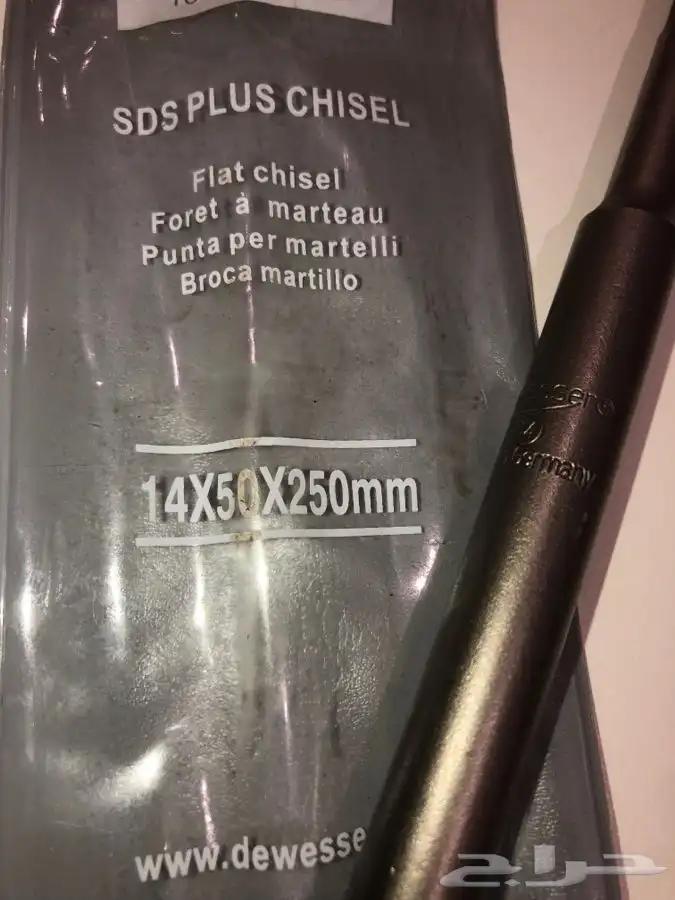 SDS PLUS CHISEL
Flat chisel
Foret à marteau
Punta per martelli
Broca martillo
14X50X250mm
www.dewesse
Germany
حراج